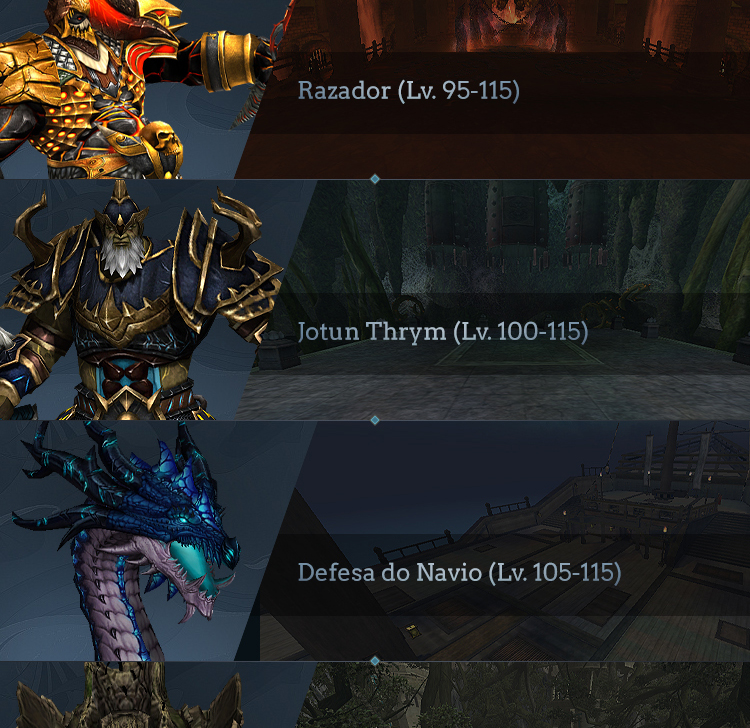 Razador (Lv. 95-115)
Jotun Thrym (Lv. 100-115)
Defesa do Navio (Lv. 105-115)